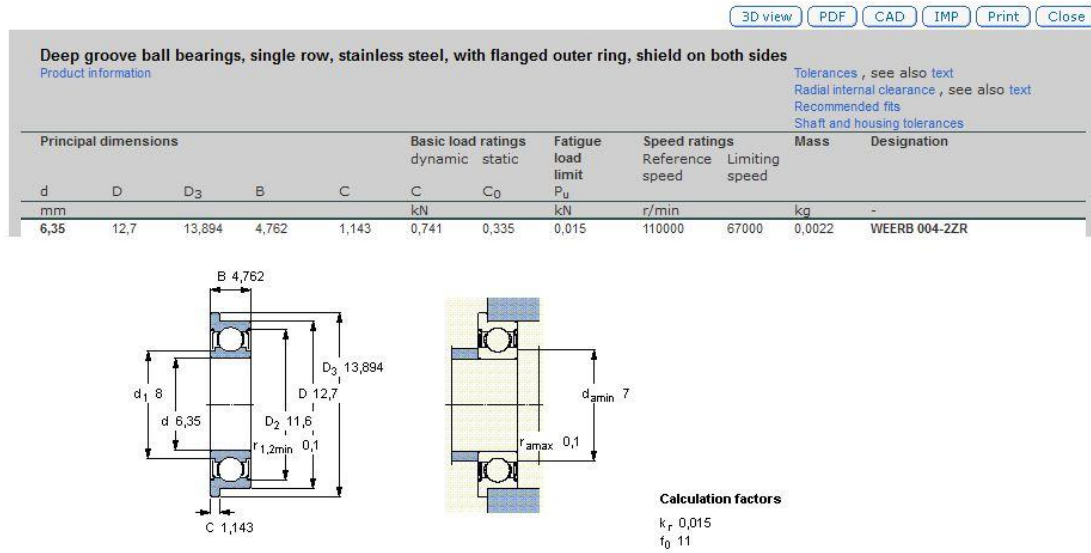 3D view PDF CAD IMP Print Close
Deep groove ball bearings, single row, stainless steel, with flanged outer ring, shield on both sides
Product information
Tolerances , see also text
Radial internal clearance , see also text
Recommended fits
Shaft and housing tolerances
Principal dimensions Basic load ratings Fatigue Speed ratings Mass Designation
dynamic static load Reference Limiting
limit speed speed
d D D3 B C C C0 Pu
mm kN kN r/min kg -
6,35 12,7 13,894 4,762 1,143 0,741 0,335 0,015 110000 67000 0,0022 WEERB 004-2ZR
B 4,762
D3 13,894
d1 8 D 12,7 damin 7
d 6,35 D2 11,6
r1,2min 0,1 ramax 0,1
C 1,143
Calculation factors
kr 0,015
f0 11